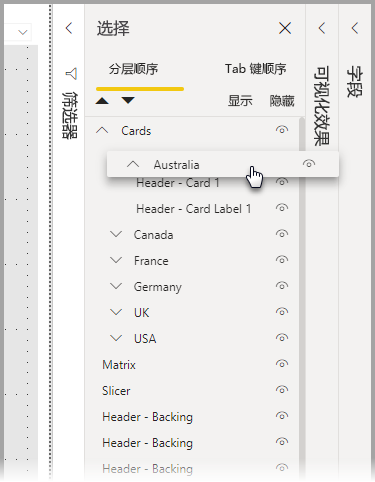 选择
分层顺序 Tab 键顺序
显示 隐藏
Cards
Australia
Header - Card 1
Header - Card Label 1
Canada
France
Germany
UK
USA
Matrix
Slicer
Header - Backing
Header - Backing
Header - Backing
筛选器
可视化效果
字段